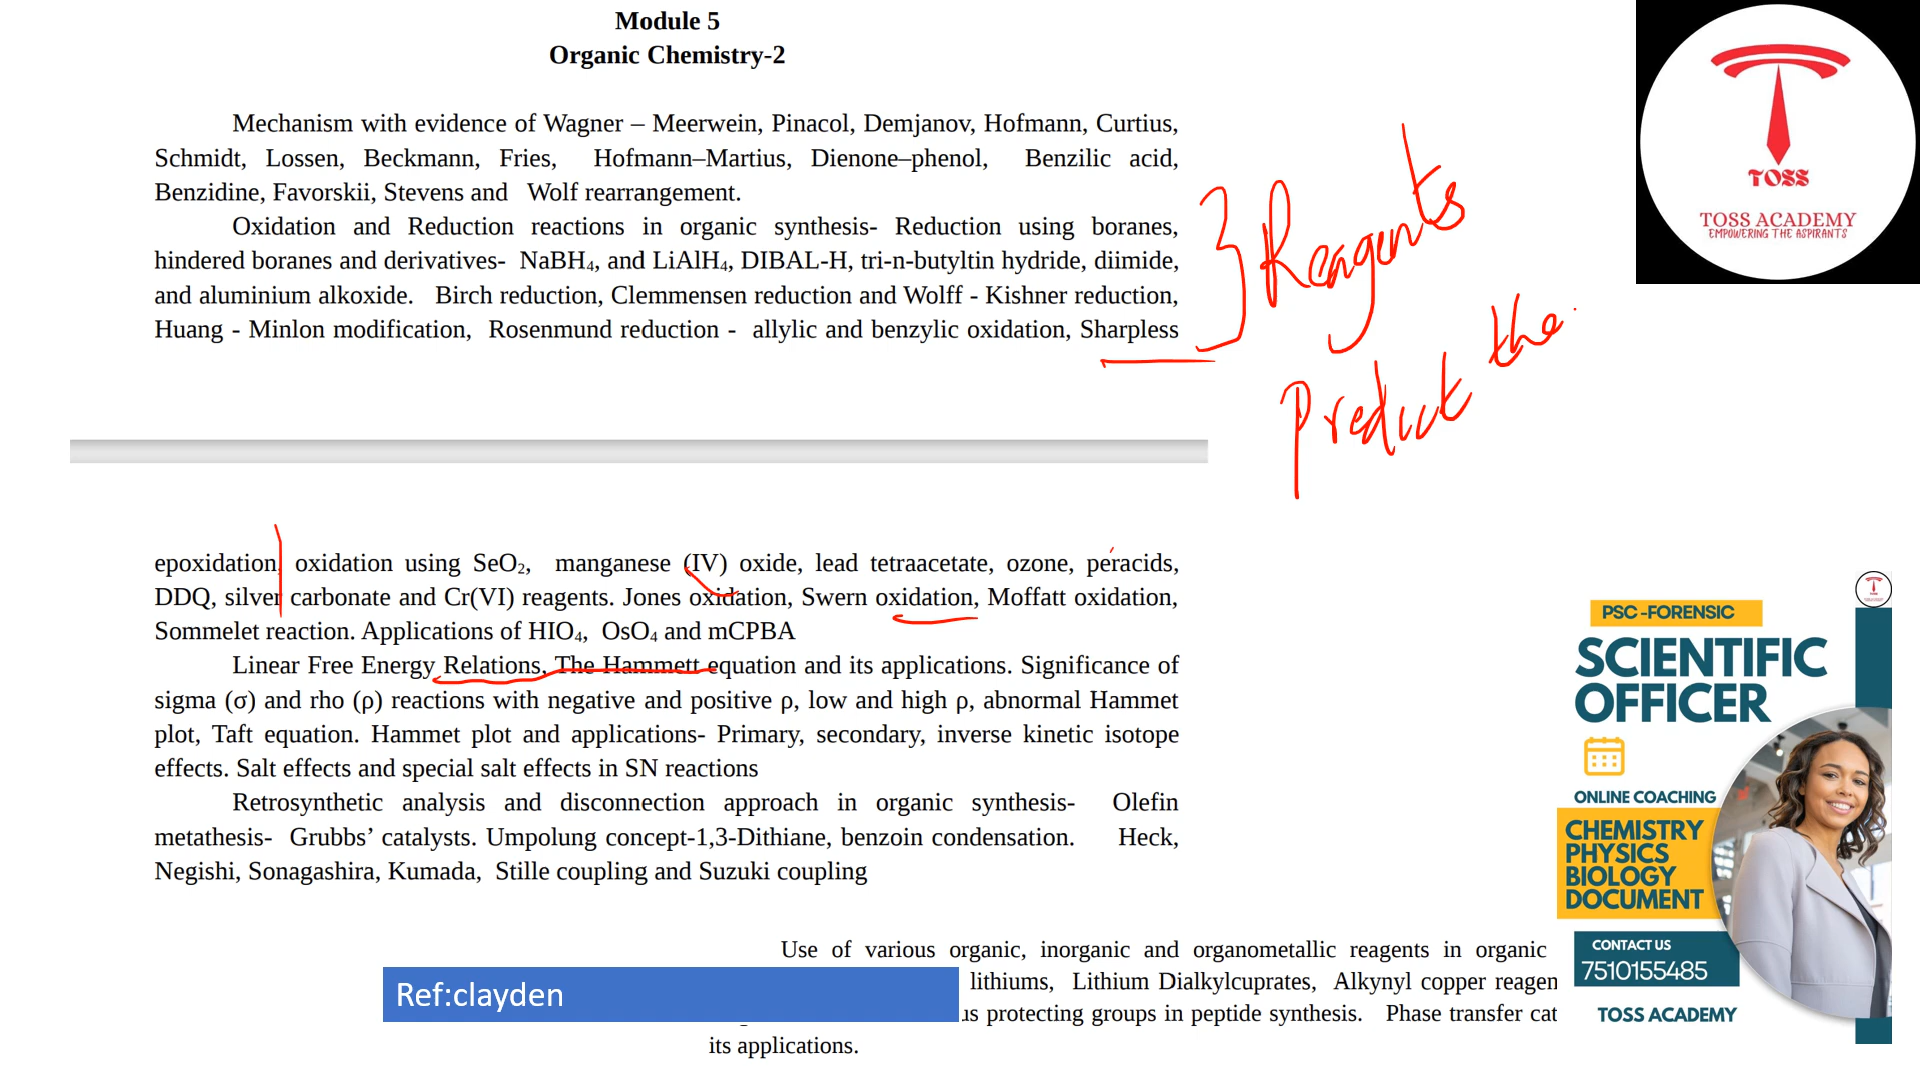 Module 5
Organic Chemistry-2
Mechanism with evidence of Wagner – Meerwein, Pinacol, Demjanov, Hofmann, Curtius,
Schmidt, Lossen, Beckmann, Fries, Hofmann–Martius, Dienone–phenol, Benzilic acid,
Benzidine, Favorskii, Stevens and Wolf rearrangement.
Oxidation and Reduction reactions in organic synthesis- Reduction using boranes,
hindered boranes and derivatives- NaBH₄, and LiAlH₄, DIBAL-H, tri-n-butyltin hydride, diimide,
and aluminium alkoxide. Birch reduction, Clemmensen reduction and Wolff - Kishner reduction,
Huang - Minlon modification, Rosenmund reduction - allylic and benzylic oxidation, Sharpless
Reagents
Predict the
epoxidation, oxidation using SeO₂, manganese (IV) oxide, lead tetraacetate, ozone, peracids,
DDQ, silver carbonate and Cr(VI) reagents. Jones oxidation, Swern oxidation, Moffatt oxidation,
Sommelet reaction. Applications of HIO₄, OsO₄ and mCPBA
Linear Free Energy Relations, The Hammett equation and its applications. Significance of
sigma (σ) and rho (ρ) reactions with negative and positive ρ, low and high ρ, abnormal Hammet
plot, Taft equation. Hammet plot and applications- Primary, secondary, inverse kinetic isotope
effects. Salt effects and special salt effects in SN reactions
Retrosynthetic analysis and disconnection approach in organic synthesis- Olefin
metathesis- Grubbs’ catalysts. Umpolung concept-1,3-Dithiane, benzoin condensation. Heck,
Negishi, Sonagashira, Kumada, Stille coupling and Suzuki coupling
Use of various organic, inorganic and organometallic reagents in organic
lithiums, Lithium Dialkylcuprates, Alkynyl copper reagen
us protecting groups in peptide synthesis. Phase transfer cat
its applications.
Ref:clayden
TOSS
TOSS ACADEMY
EMPOWERING THE ASPIRANTS
PSC -FORENSIC
SCIENTIFIC
OFFICER
ONLINE COACHING
CHEMISTRY
PHYSICS
BIOLOGY
DOCUMENT
CONTACT US
7510155485
TOSS ACADEMY